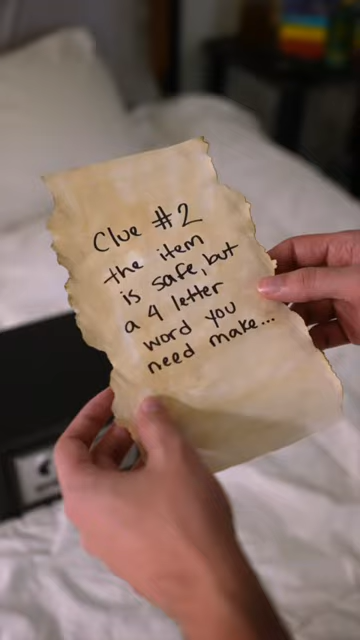 Clue #2
the item
is safe, but
a 4 letter
word you
need make...